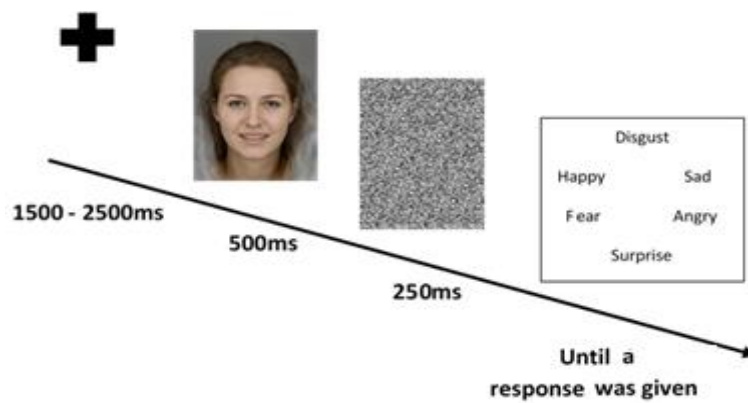 1500 - 2500ms
500ms
250ms
Disgust
Happy Sad
Fear Angry
Surprise
Until a
response was given